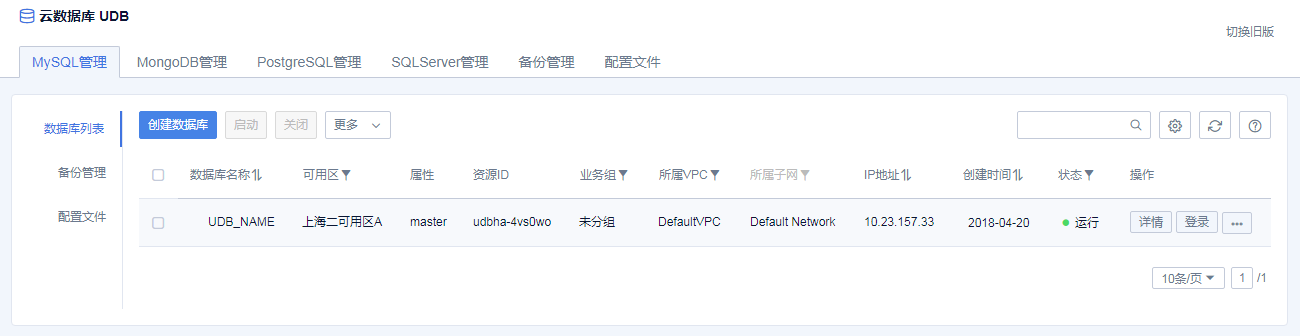 云数据库 UDB
切换旧版
MySQL管理 MongoDB管理 PostgreSQL管理 SQLServer管理 备份管理 配置文件
数据库列表 创建数据库 启动 关闭 更多
备份管理
配置文件
数据库名称 可用区 属性 资源ID 业务组 所属VPC 所属子网 IP地址 创建时间 状态 操作
UDB_NAME 上海二可用区A master udbha-4vs0wo 未分组 DefaultVPC Default Network 10.23.157.33 2018-04-20 运行 详情 登录 ...
10条/页 1 /1